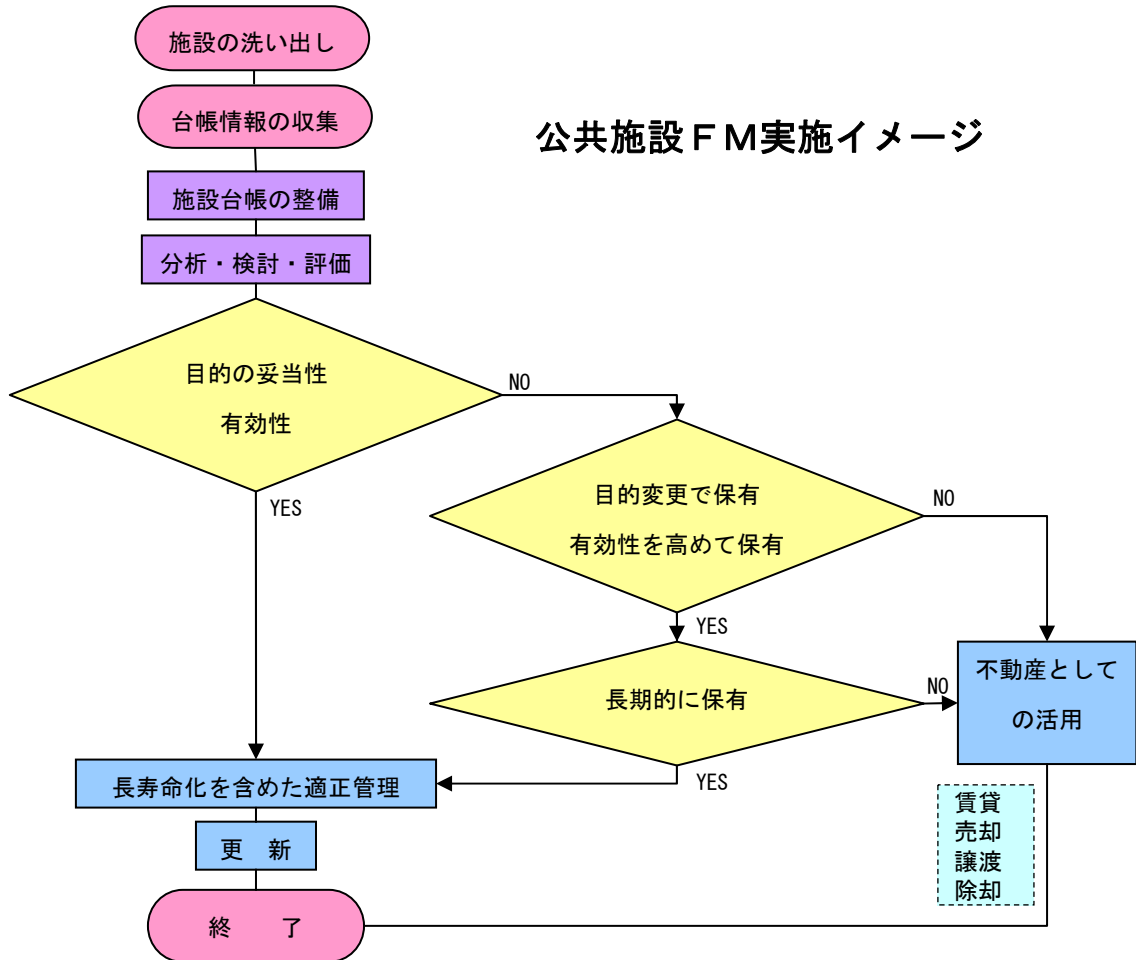 施設の洗い出し
台帳情報の収集
公共施設ＦＭ実施イメージ
施設台帳の整備
分析・検討・評価
目的の妥当性
有効性
NO
YES
目的変更で保有
有効性を高めて保有
NO
YES
長期的に保有
NO
YES
不動産として
の活用
長寿命化を含めた適正管理
賃貸
売却
譲渡
除却
更　新
終　　了